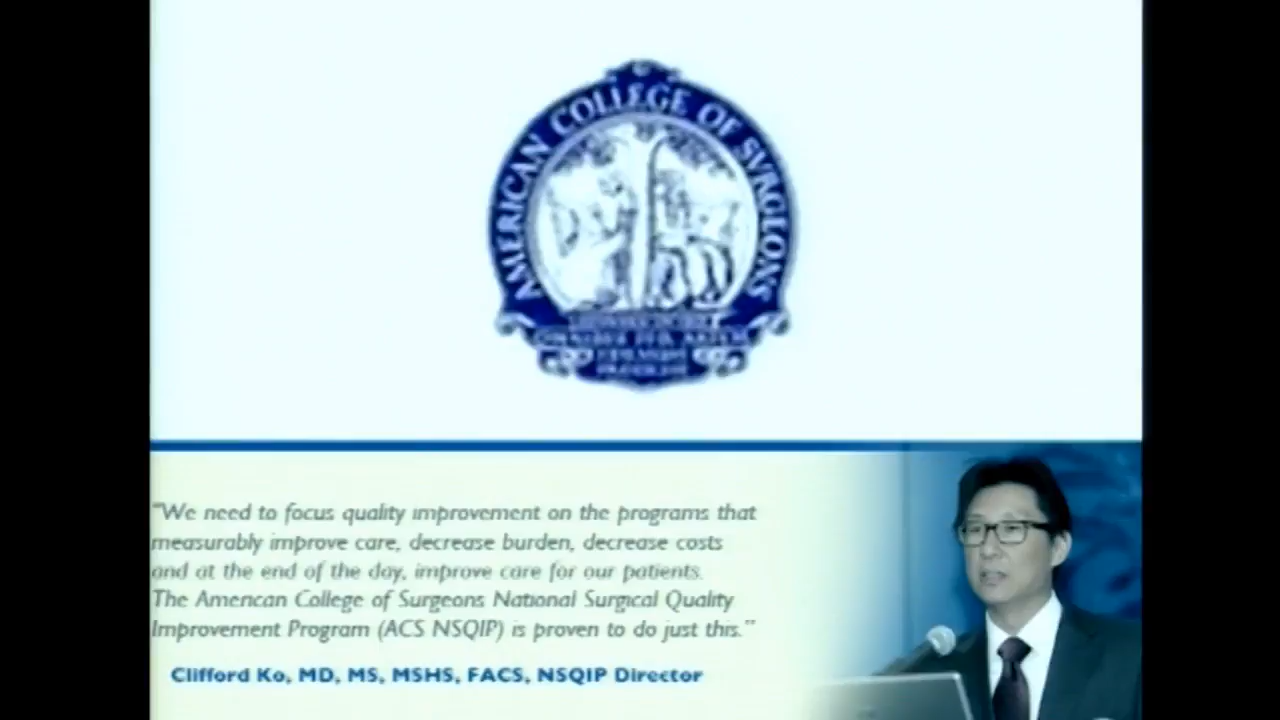 AMERICAN COLLEGE OF SVRGEONS
"We need to focus quality improvement on the programs that
measurably improve care, decrease burden, decrease costs
and at the end of the day, improve care for our patients.
The American College of Surgeons National Surgical Quality
Improvement Program (ACS NSQIP) is proven to do just this."
Clifford Ko, MD, MS, MSHS, FACS, NSQIP Director